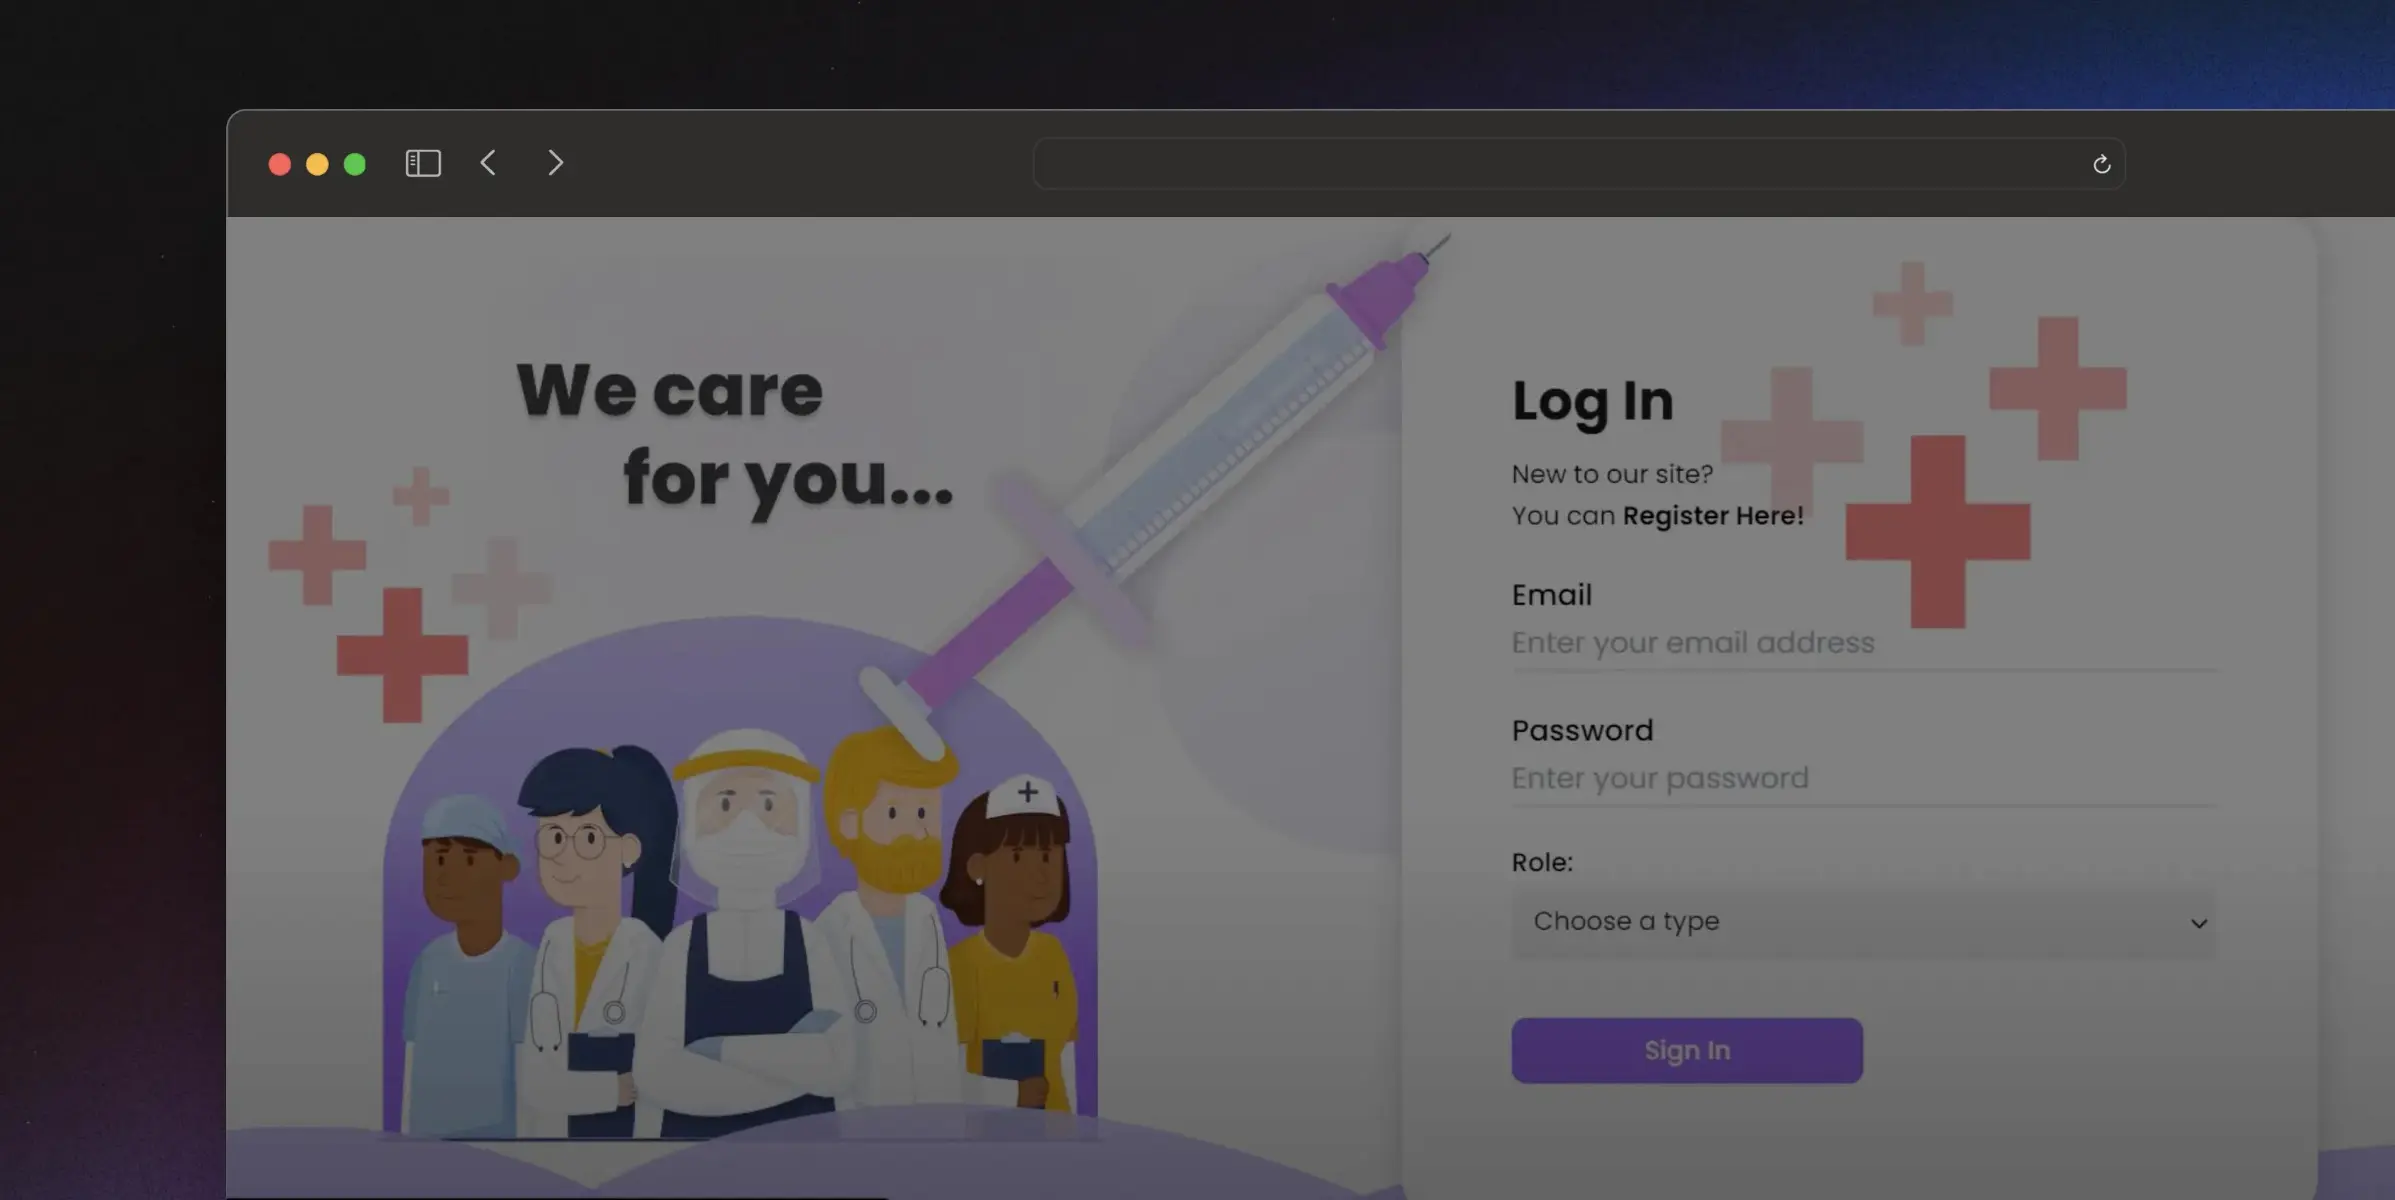 We care
for you...
Log In
New to our site?
You can Register Here!
Email
Enter your email address
Password
Enter your password
Role:
Choose a type
Sign In